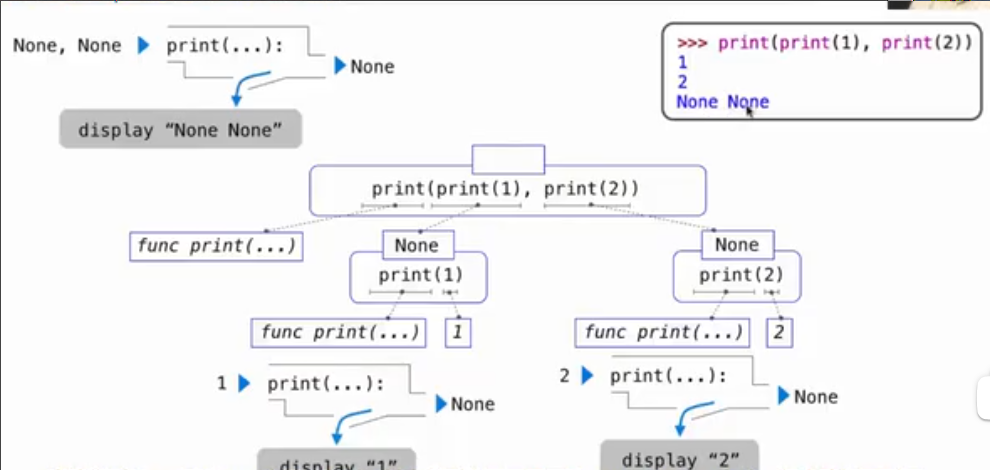 None, None
print(...):
None
display “None None”
>>> print(print(1), print(2))
1
2
None None
print(print(1), print(2))
func print(...)
None
print(1)
None
print(2)
func print(...)
1
func print(...)
2
1
print(...):
None
display “1”
2
print(...):
None
display “2”